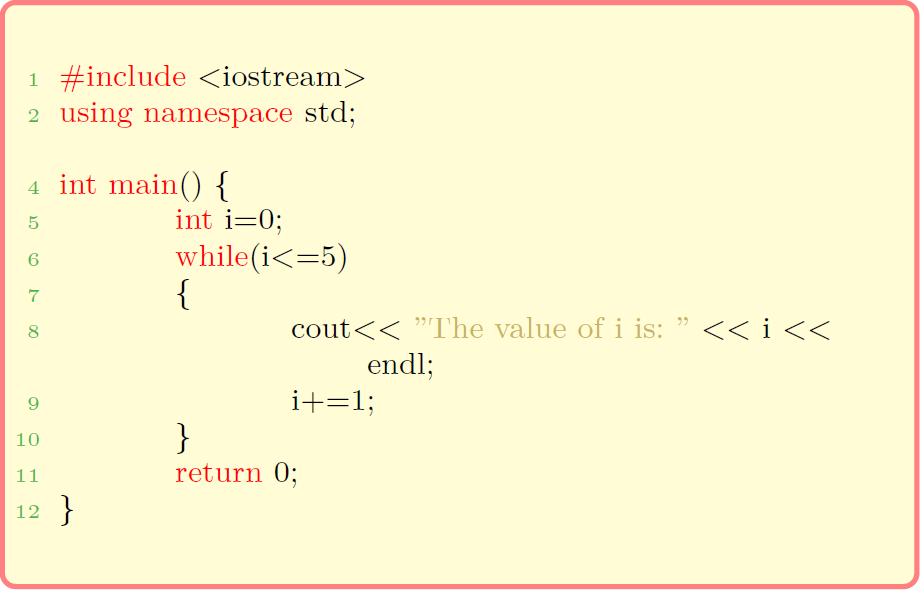 1 #include <iostream>
2 using namespace std;
4 int main() {
5 int i=0;
6 while(i<=5)
7 {
8 cout<< ”The value of i is: ” << i <<
endl;
9 i+=1;
10 }
11 return 0;
12 }